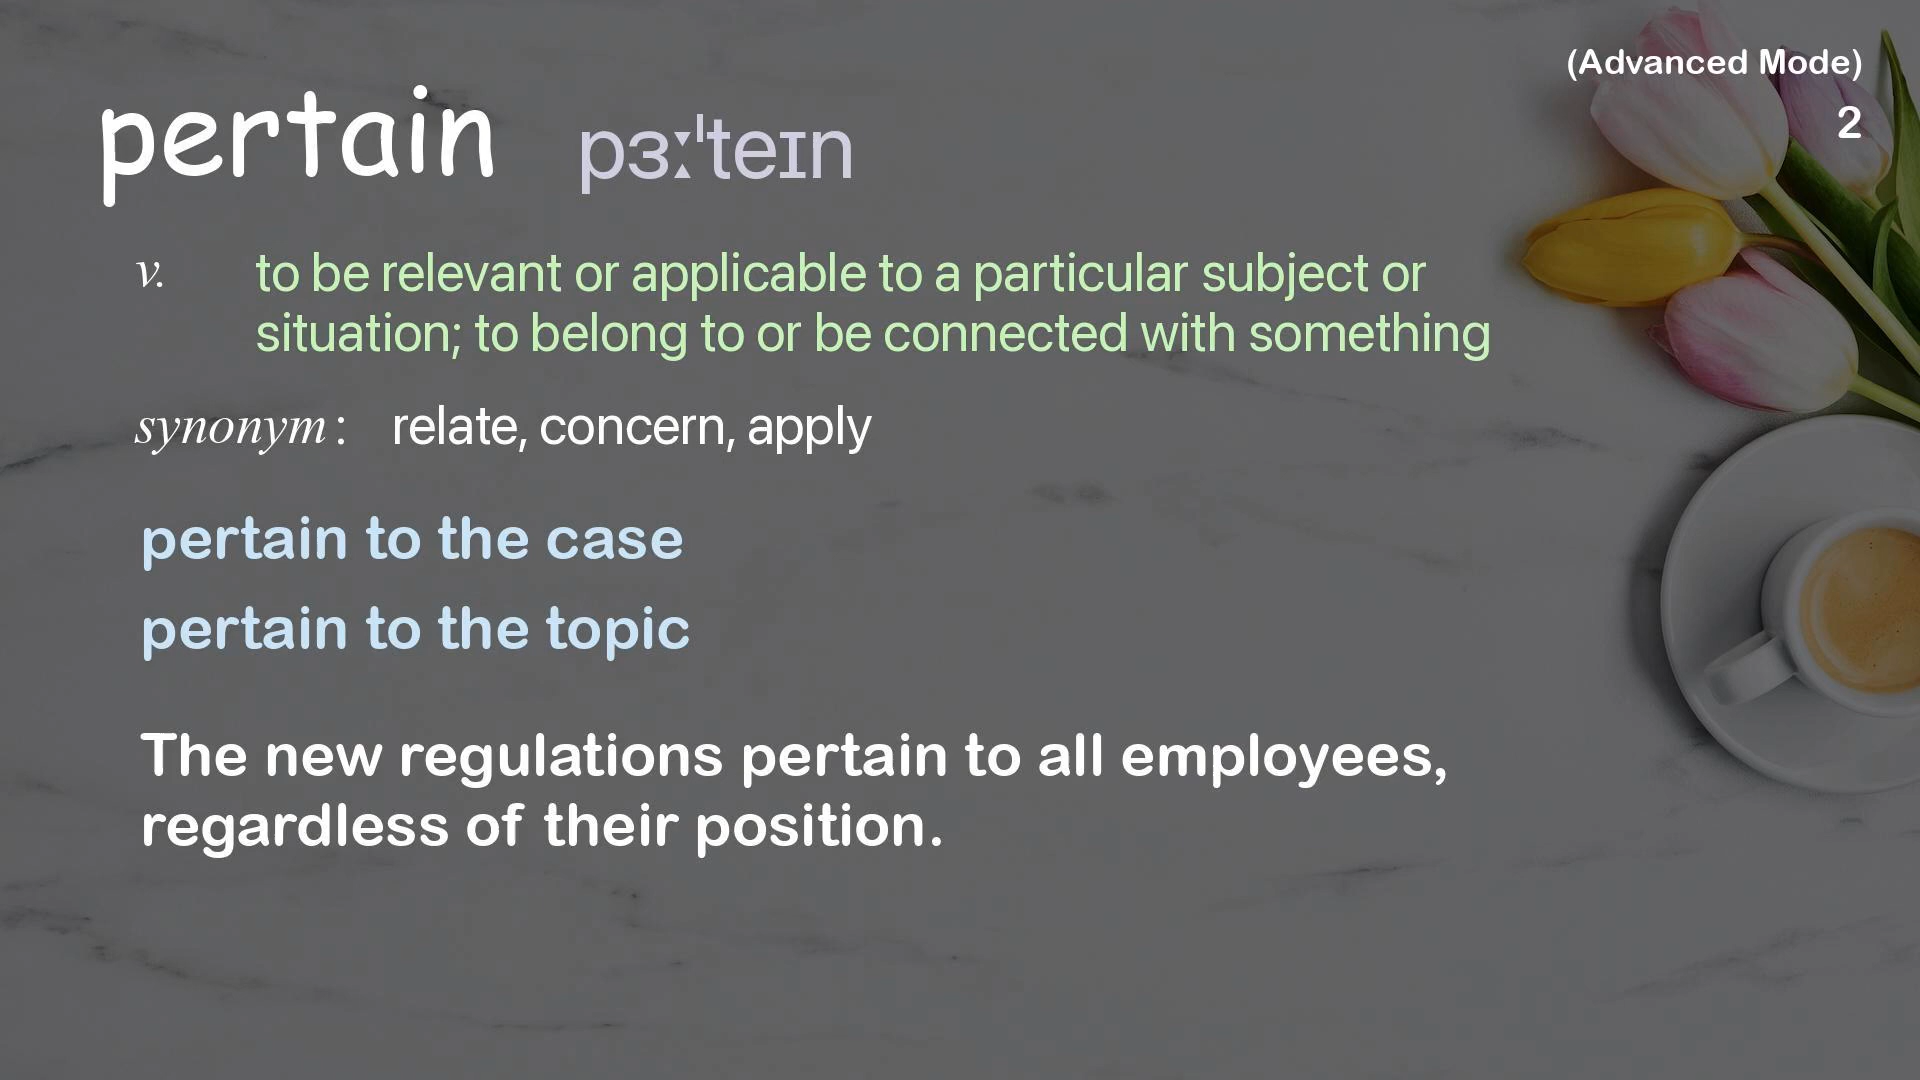 (Advanced Mode)
2
pertain pɜːˈteɪn
v. to be relevant or applicable to a particular subject or
situation; to belong to or be connected with something
synonym: relate, concern, apply
pertain to the case
pertain to the topic
The new regulations pertain to all employees,
regardless of their position.